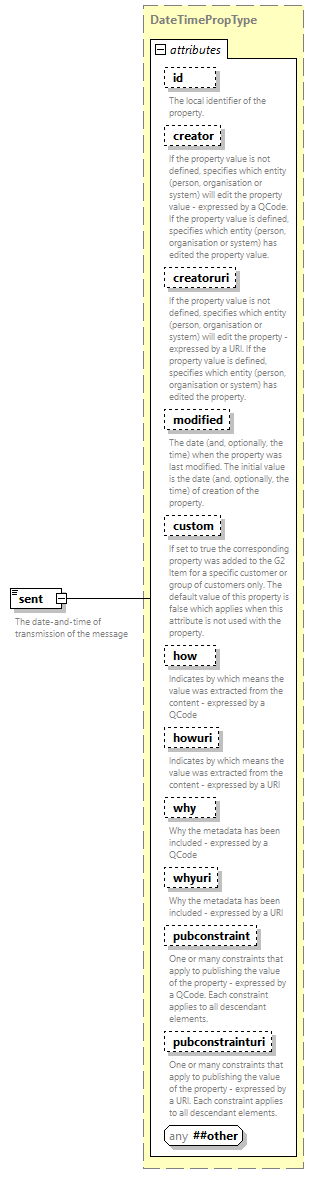 DateTimePropType
attributes
id
The local identifier of the
property.
creator
If the property value is not
defined, specifies which entity
(person, organisation or
system) will edit the property
value - expressed by a QCode.
If the property value is defined,
specifies which entity (person,
organisation or system) has
edited the property value.
creatoruri
If the property value is not
defined, specifies which entity
(person, organisation or
system) will edit the property -
expressed by a URI. If the
property value is defined,
specifies which entity (person,
organisation or system) has
edited the property.
modified
The date (and, optionally, the
time) when the property was
last modified. The initial value
is the date (and, optionally, the
time) of creation of the
property.
custom
If set to true the corresponding
property was added to the G2
Item for a specific customer or
group of customers only. The
default value of this property is
false which applies when this
attribute is not used with the
property.
sent
The date-and-time of
transmission of the message
how
Indicates by which means the
value was extracted from the
content - expressed by a
QCode
howuri
Indicates by which means the
value was extracted from the
content - expressed by a URI
why
Why the metadata has been
included - expressed by a
QCode
whyuri
Why the metadata has been
included - expressed by a URI
pubconstraint
One or many constraints that
apply to publishing the value
of the property - expressed by
a QCode. Each constraint
applies to all descendant
elements.
pubconstrainturi
One or many constraints that
apply to publishing the value
of the property - expressed by
a URI. Each constraint applies
to all descendant elements.
any ##other